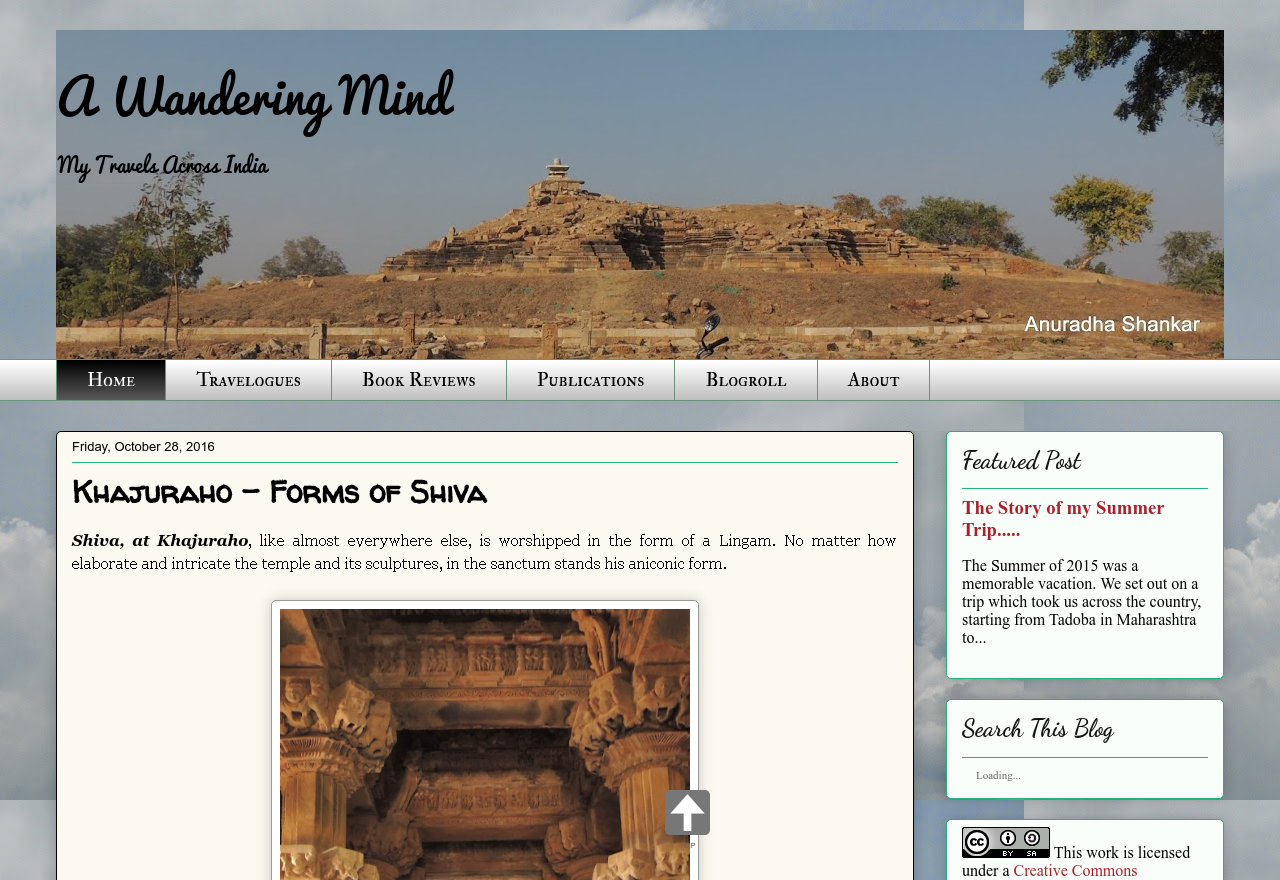 A Wandering Mind
My Travels Across India
Anuradha Shankar
Home Travelogues Book Reviews Publications Blogroll About
Friday, October 28, 2016
Khajuraho - Forms of Shiva
Shiva, at Khajuraho, like almost everywhere else, is worshipped in the form of a Lingam. No matter how
elaborate and intricate the temple and its sculptures, in the sanctum stands his aniconic form.
P
Featured Post
The Story of my Summer
Trip.....
The Summer of 2015 was a
memorable vacation. We set out on a
trip which took us across the country,
starting from Tadoba in Maharashtra
to...
Search This Blog
Loading...
cc BY SA This work is licensed
under a Creative Commons